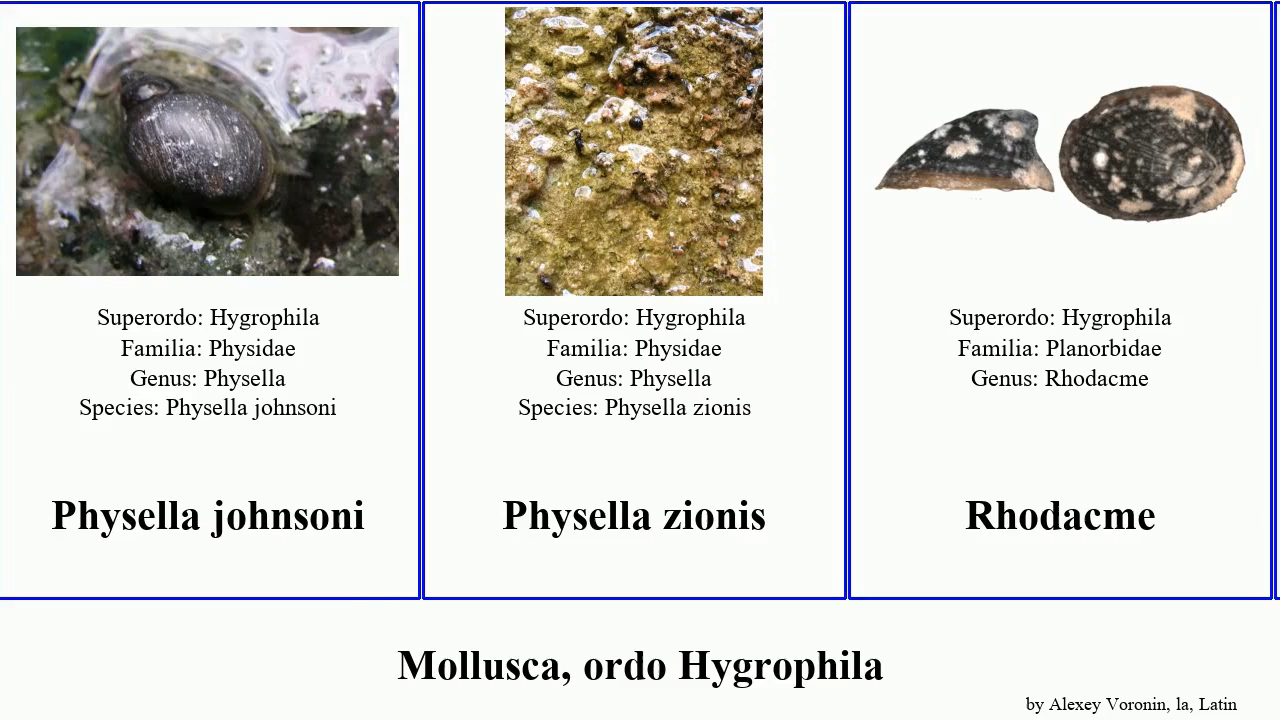 Superordo: Hygrophila
Familia: Physidae
Genus: Physella
Species: Physella johnsoni
Physella johnsoni
Superordo: Hygrophila
Familia: Physidae
Genus: Physella
Species: Physella zionis
Physella zionis
Superordo: Hygrophila
Familia: Planorbidae
Genus: Rhodacme
Rhodacme
Mollusca, ordo Hygrophila
by Alexey Voronin, la, Latin